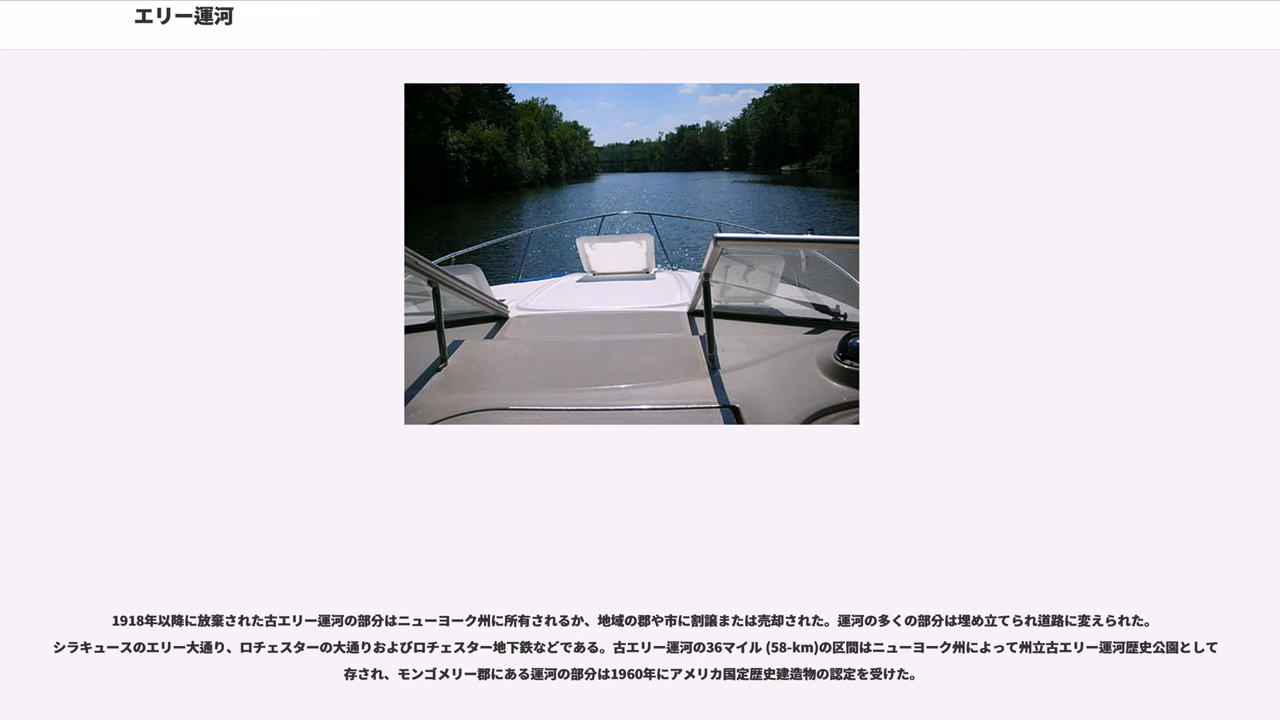 エリー運河
1918年以降に放棄された古エリー運河の部分はニューヨーク州に所有されるか、地域の郡や市に割譲または売却された。運河の多くの部分は埋め立てられ道路に変えられた。
シラキュースのエリー大通り、ロチェスターの大通りおよびロチェスター地下鉄などである。古エリー運河の36マイル (58-km)の区間はニューヨーク州によって州立古エリー運河歴史公園として
存され、モンゴメリー郡にある運河の部分は1960年にアメリカ国定歴史建造物の認定を受けた。